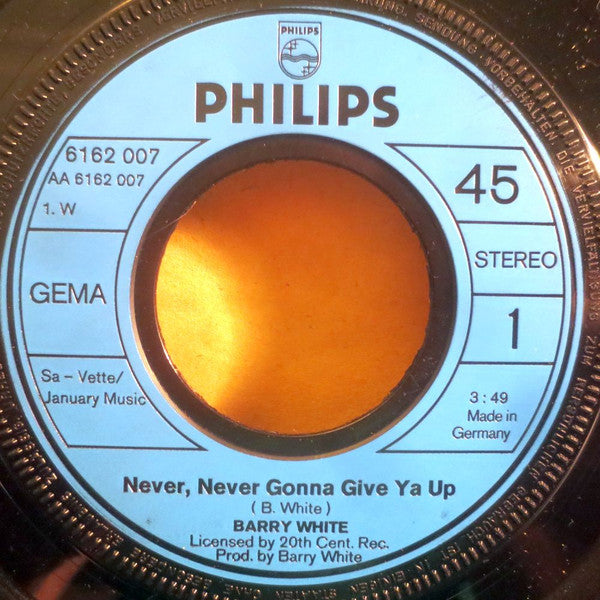 PHILIPS
PHILIPS
6162 007
AA 6162 007
1. W
GEMA
Sa - Vette/
January Music
45
STEREO
1
3 : 49
Made in
Germany
Never, Never Gonna Give Ya Up
( B. White )
BARRY WHITE
Licensed by 20th Cent. Rec.
Prod. by Barry White